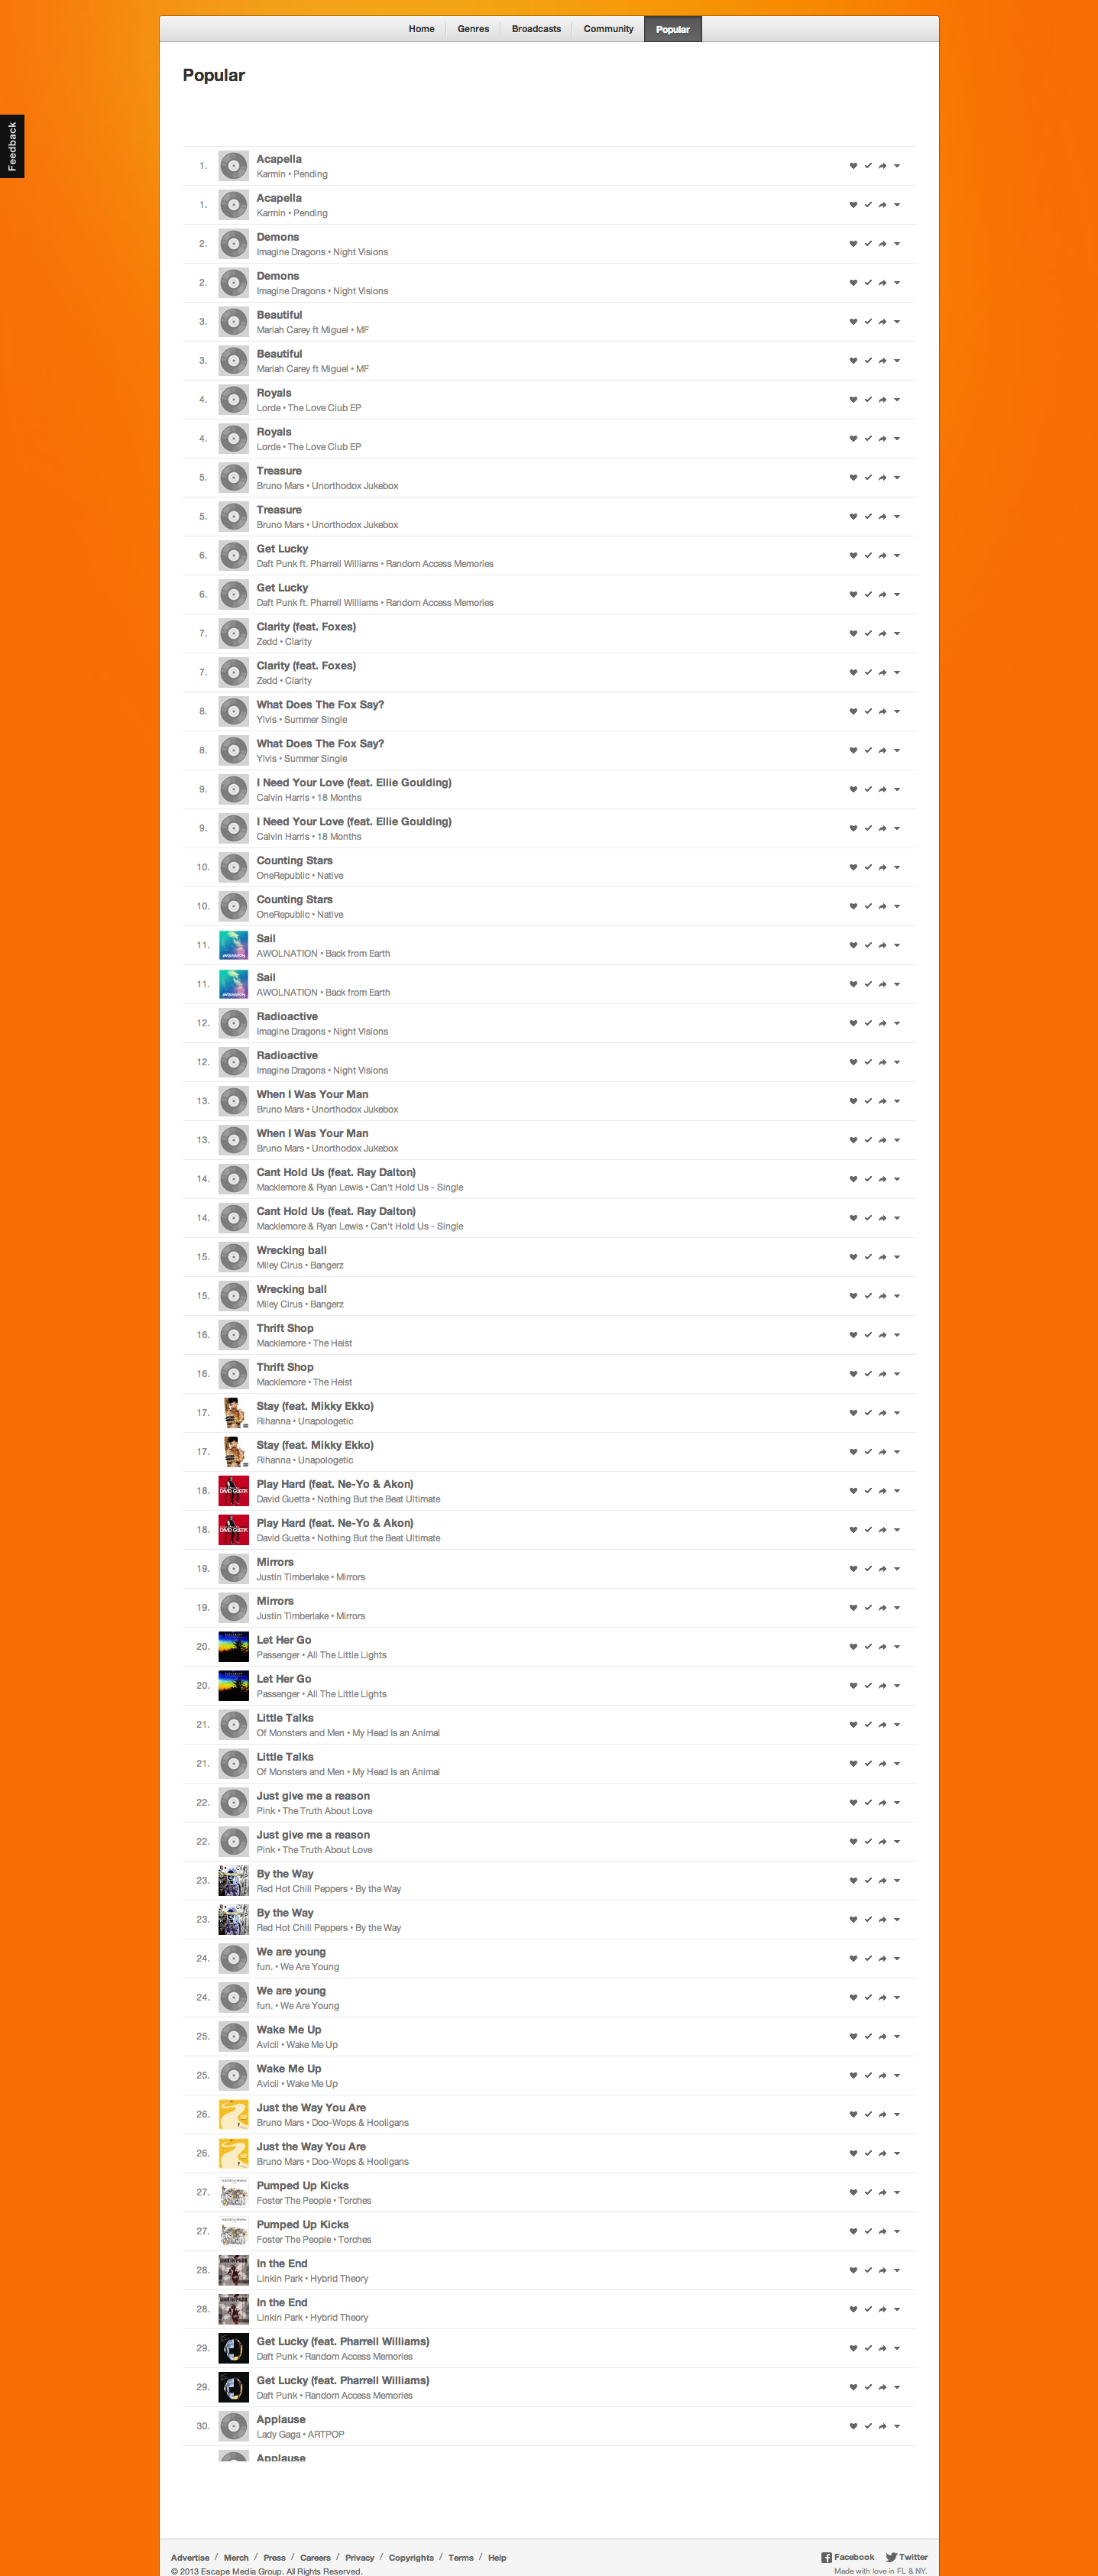 Home Genres Broadcasts Community Popular
Popular
Feedback
1. Acapella
Karmin • Pending
1. Acapella
Karmin • Pending
2. Demons
Imagine Dragons • Night Visions
2. Demons
Imagine Dragons • Night Visions
3. Beautiful
Mariah Carey ft Miguel • MF
3. Beautiful
Mariah Carey ft Miguel • MF
4. Royals
Lorde • The Love Club EP
4. Royals
Lorde • The Love Club EP
5. Treasure
Bruno Mars • Unorthodox Jukebox
5. Treasure
Bruno Mars • Unorthodox Jukebox
6. Get Lucky
Daft Punk ft. Pharrell Williams • Random Access Memories
6. Get Lucky
Daft Punk ft. Pharrell Williams • Random Access Memories
7. Clarity (feat. Foxes)
Zedd • Clarity
7. Clarity (feat. Foxes)
Zedd • Clarity
8. What Does The Fox Say?
Ylvis • Summer Single
8. What Does The Fox Say?
Ylvis • Summer Single
9. I Need Your Love (feat. Ellie Goulding)
Calvin Harris • 18 Months
9. I Need Your Love (feat. Ellie Goulding)
Calvin Harris • 18 Months
10. Counting Stars
OneRepublic • Native
10. Counting Stars
OneRepublic • Native
11. Sail
AWOLNATION • Back from Earth
11. Sail
AWOLNATION • Back from Earth
12. Radioactive
Imagine Dragons • Night Visions
12. Radioactive
Imagine Dragons • Night Visions
13. When I Was Your Man
Bruno Mars • Unorthodox Jukebox
13. When I Was Your Man
Bruno Mars • Unorthodox Jukebox
14. Cant Hold Us (feat. Ray Dalton)
Macklemore & Ryan Lewis • Can't Hold Us - Single
14. Cant Hold Us (feat. Ray Dalton)
Macklemore & Ryan Lewis • Can't Hold Us - Single
15. Wrecking ball
Miley Cirus • Bangerz
15. Wrecking ball
Miley Cirus • Bangerz
16. Thrift Shop
Macklemore • The Heist
16. Thrift Shop
Macklemore • The Heist
17. Stay (feat. Mikky Ekko)
Rihanna • Unapologetic
17. Stay (feat. Mikky Ekko)
Rihanna • Unapologetic
18. Play Hard (feat. Ne-Yo & Akon)
David Guetta • Nothing But the Beat Ultimate
18. Play Hard (feat. Ne-Yo & Akon)
David Guetta • Nothing But the Beat Ultimate
19. Mirrors
Justin Timberlake • Mirrors
19. Mirrors
Justin Timberlake • Mirrors
20. Let Her Go
Passenger • All The Little Lights
20. Let Her Go
Passenger • All The Little Lights
21. Little Talks
Of Monsters and Men • My Head Is an Animal
21. Little Talks
Of Monsters and Men • My Head Is an Animal
22. Just give me a reason
Pink • The Truth About Love
22. Just give me a reason
Pink • The Truth About Love
23. By the Way
Red Hot Chili Peppers • By the Way
23. By the Way
Red Hot Chili Peppers • By the Way
24. We are young
fun. • We Are Young
24. We are young
fun. • We Are Young
25. Wake Me Up
Avicii • Wake Me Up
25. Wake Me Up
Avicii • Wake Me Up
26. Just the Way You Are
Bruno Mars • Doo-Wops & Hooligans
26. Just the Way You Are
Bruno Mars • Doo-Wops & Hooligans
27. Pumped Up Kicks
Foster The People • Torches
27. Pumped Up Kicks
Foster The People • Torches
28. In the End
Linkin Park • Hybrid Theory
28. In the End
Linkin Park • Hybrid Theory
29. Get Lucky (feat. Pharrell Williams)
Daft Punk • Random Access Memories
29. Get Lucky (feat. Pharrell Williams)
Daft Punk • Random Access Memories
30. Applause
Lady Gaga • ARTPOP
Applause
Advertise / Merch / Press / Careers / Privacy / Copyrights / Terms / Help
Facebook Twitter
© 2013 Escape Media Group. All Rights Reserved.
Made with love in FL & NY.